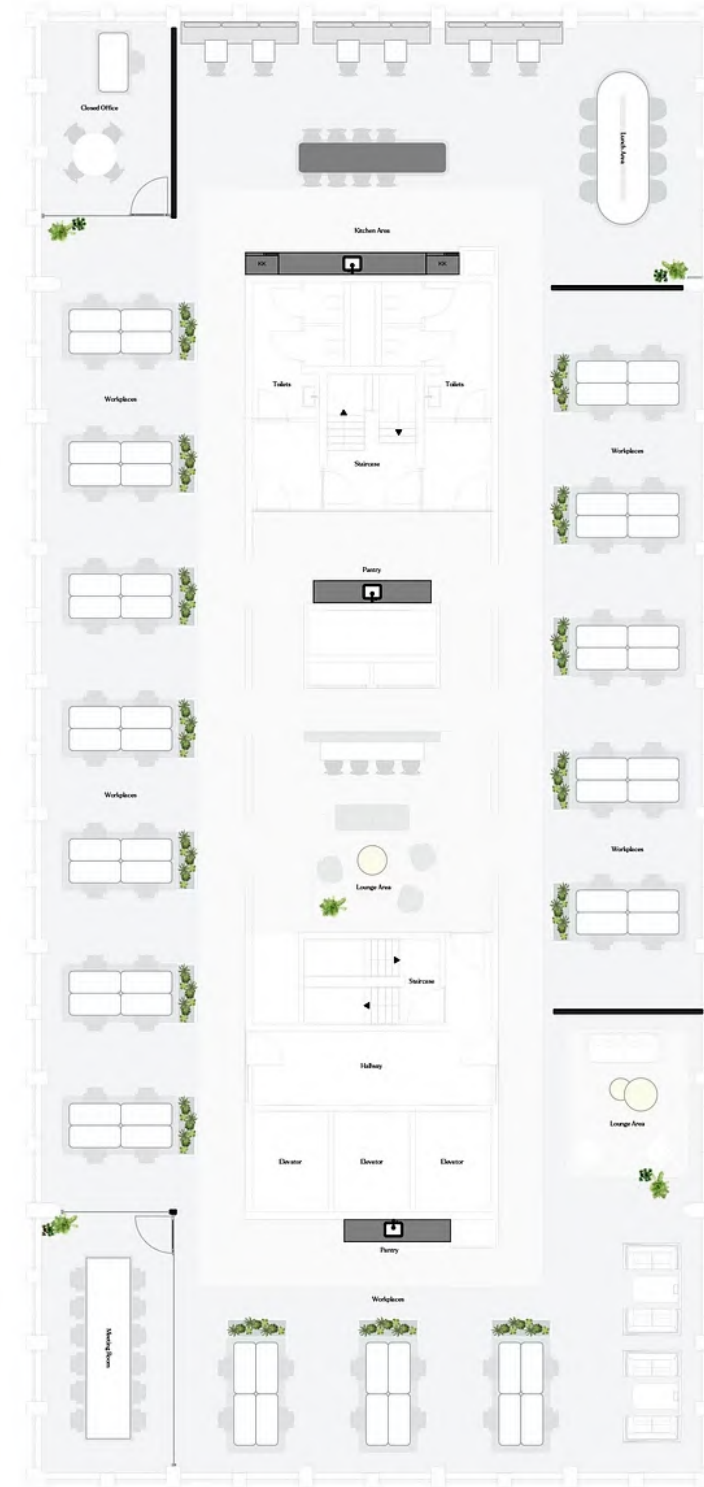 Closed Office
Lunch Area
Kitchen Area
KK
KK
Toilets
Toilets
Workplaces
Workplaces
Staircase
Pantry
Workplaces
Workplaces
Lounge Area
Staircase
Hallway
Lounge Area
Elevator
Elevator
Elevator
Pantry
Workplaces
Meeting Room